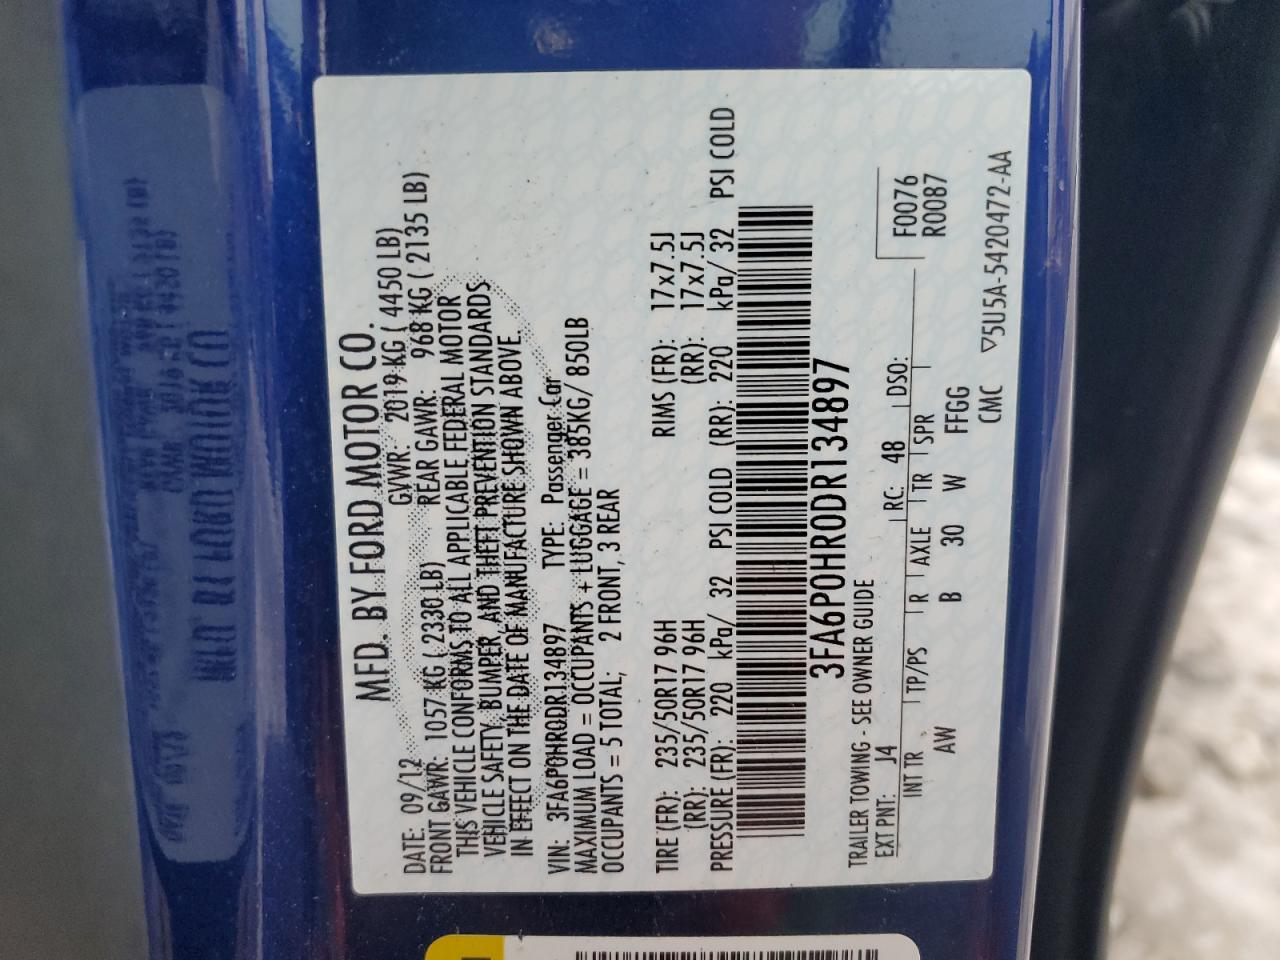 MFD. BY FORD MOTOR CO.
DATE: 09/12 GVWR: 2019 KG ( 4450 LB)
FRONT GAWR: 1057 KG ( 2330 LB) REAR GAWR: 968 KG ( 2135 LB)
THIS VEHICLE CONFORMS TO ALL APPLICABLE FEDERAL MOTOR
VEHICLE SAFETY, BUMPER, AND THEFT PREVENTION STANDARDS
IN EFFECT ON THE DATE OF MANUFACTURE SHOWN ABOVE.
VIN: 3FA6P0HR0DR134897 TYPE: Passenger Car
MAXIMUM LOAD = OCCUPANTS + LUGGAGE = 385KG/ 850LB
OCCUPANTS = 5 TOTAL; 2 FRONT, 3 REAR
TIRE (FR): 235/50R17 96H RIMS (FR): 17x7.5J
(RR): 235/50R17 96H (RR): 17x7.5J
PRESSURE (FR): 220 kPa/ 32 PSI COLD (RR): 220 kPa/ 32 PSI COLD
3FA6P0HR0DR134897
TRAILER TOWING - SEE OWNER GUIDE
F0076
R0087
EXT PNT: J4 RC: 48 DSO:
INT TR TP/PS R AXLE TR SPR
AW B 30 W FFGG
CMC ▽5U5A-5420472-AA